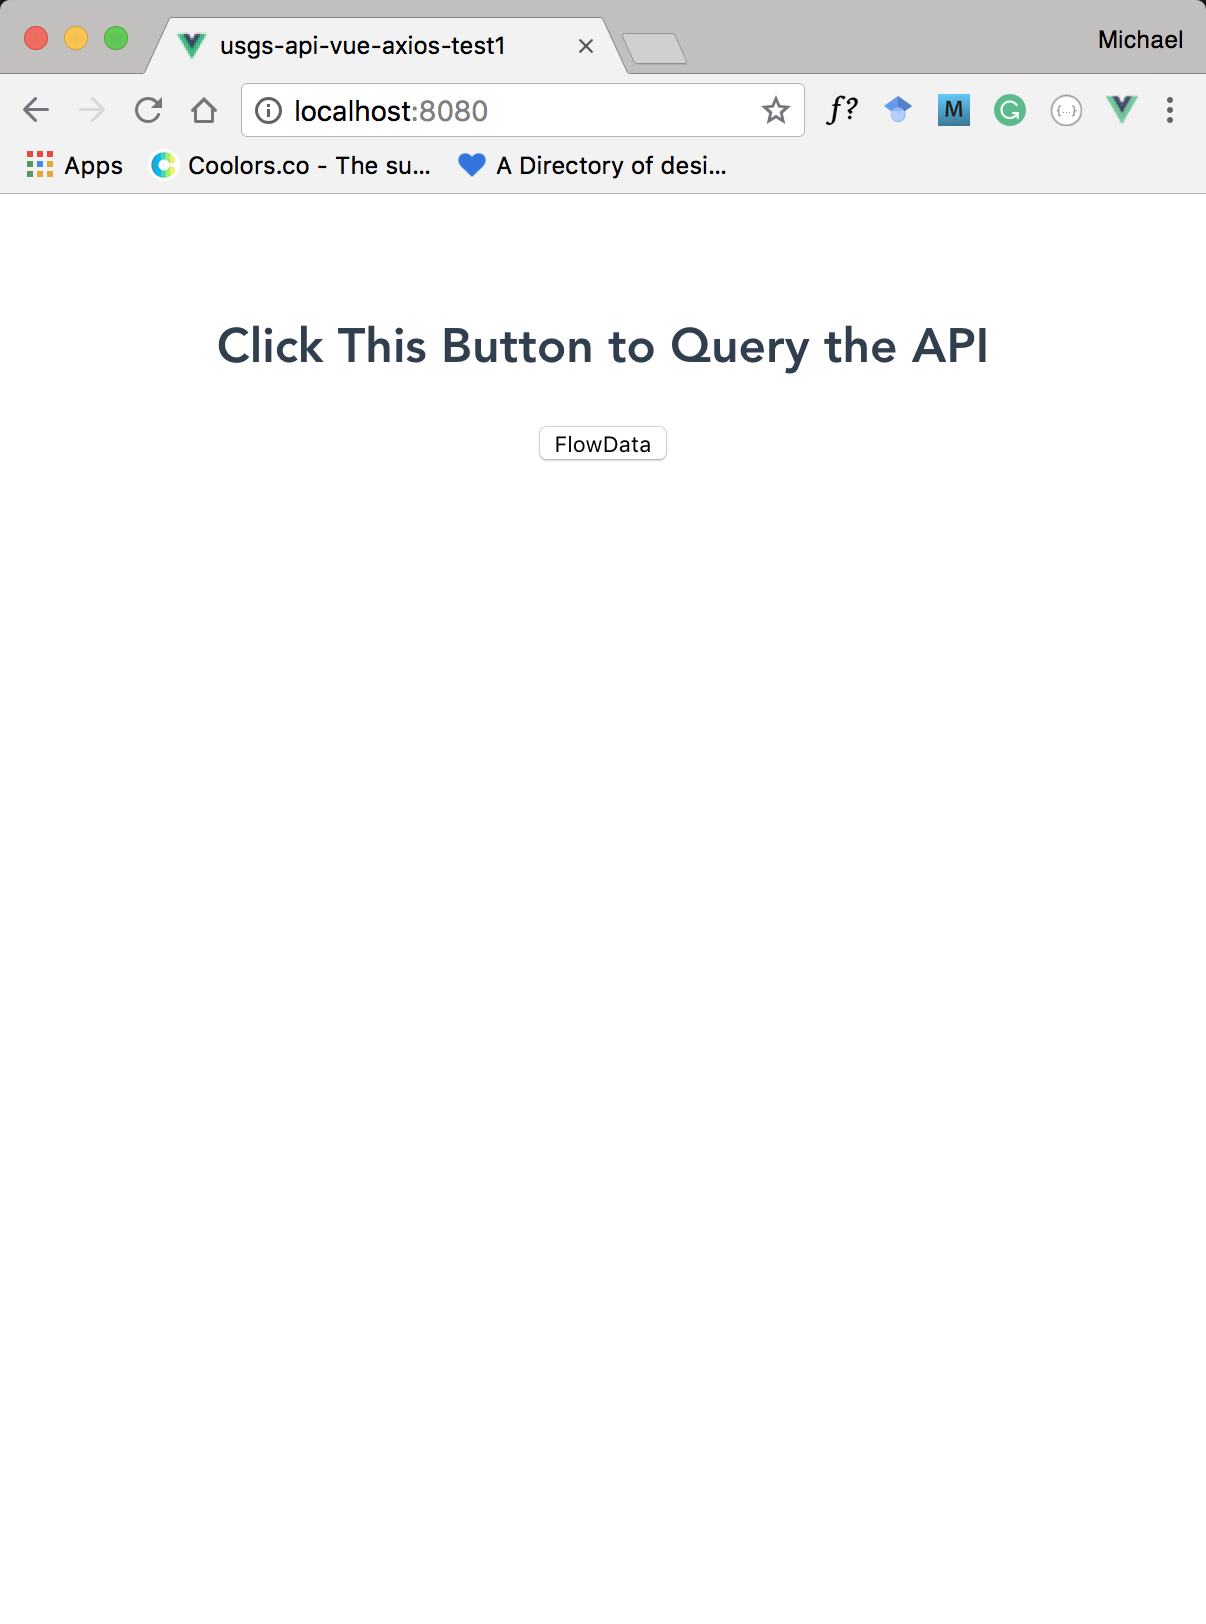 usgs-api-vue-axios-test1
Michael
localhost:8080
f?
M
G
{...}
Apps
Coolors.co - The su...
A Directory of desi...
Click This Button to Query the API
FlowData